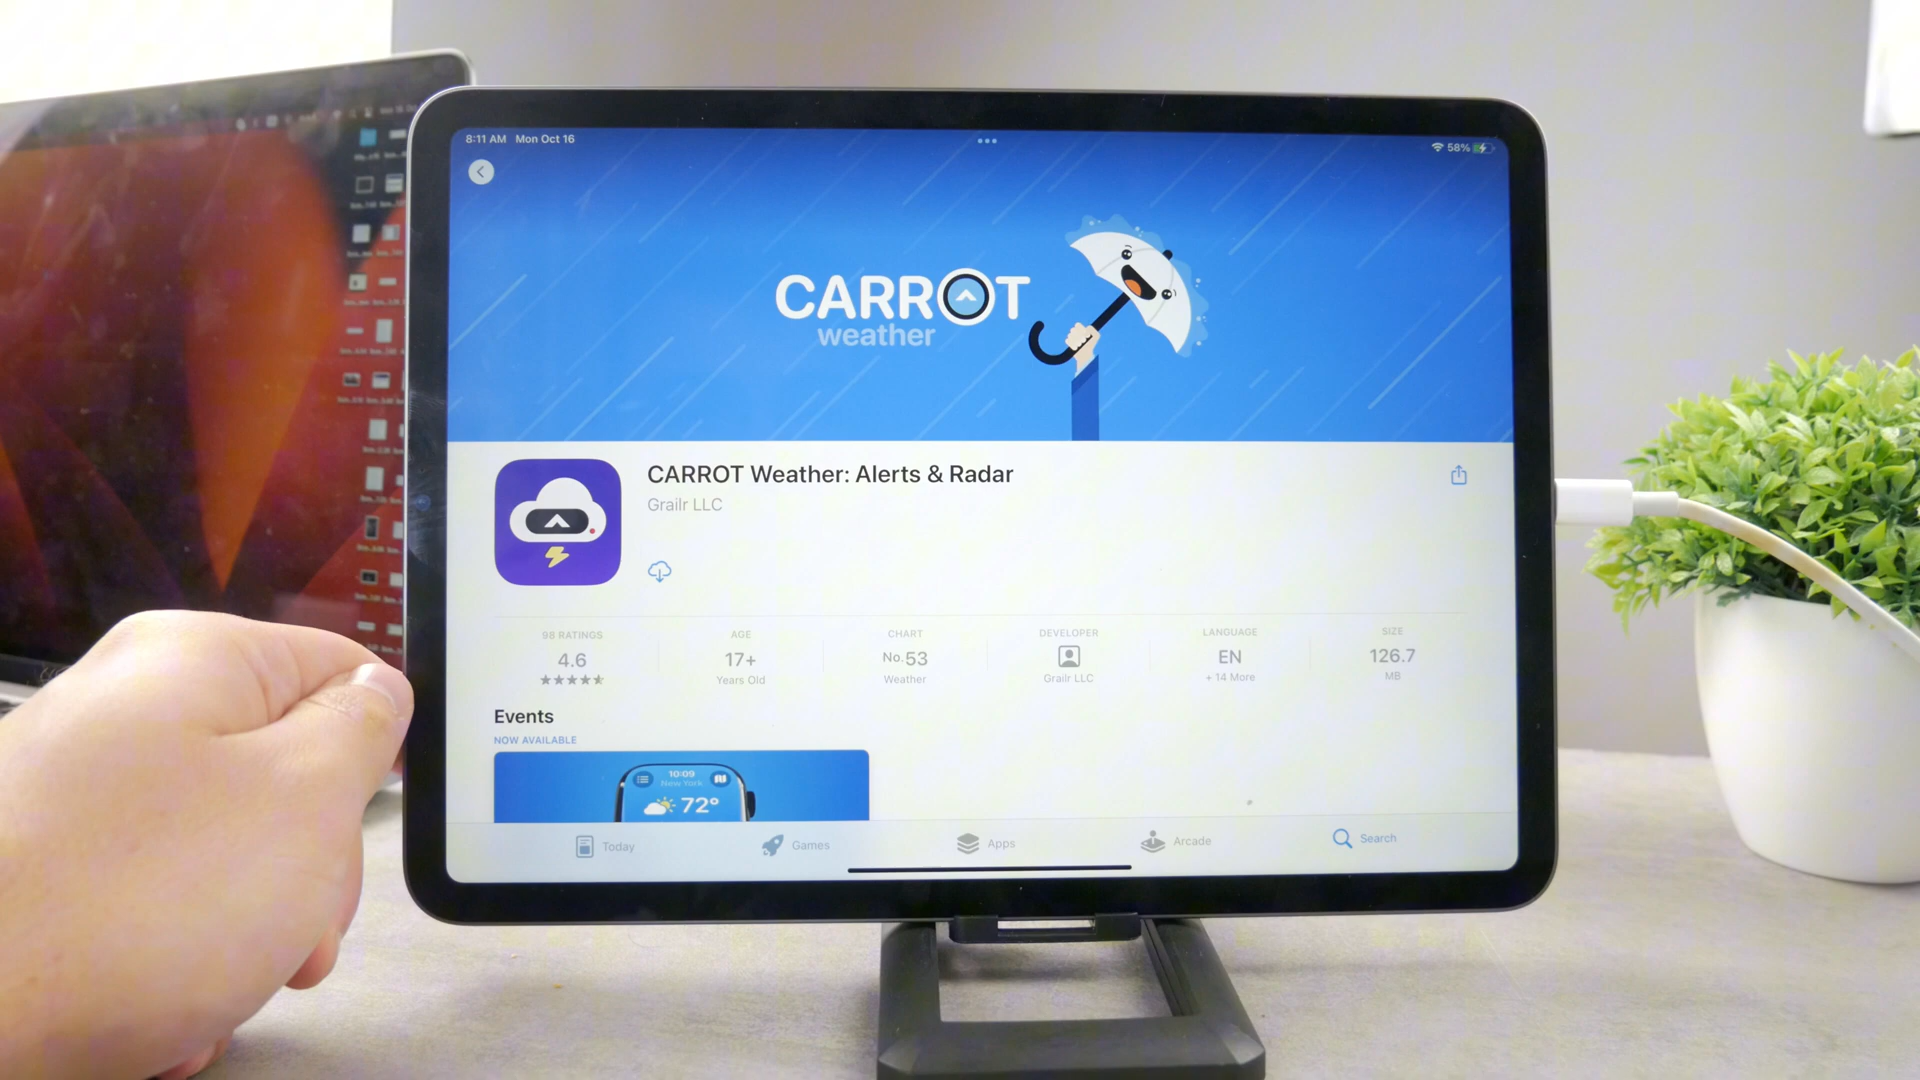 8:11 AM Mon Oct 16
58%
CARROT
weather
CARROT Weather: Alerts & Radar
Grailr LLC
98 RATINGS
4.6
AGE
17+
Years Old
CHART
No.53
Weather
DEVELOPER
Grailr LLC
LANGUAGE
EN
+ 14 More
SIZE
126.7
MB
Events
NOW AVAILABLE
10:09
New York
72°
Today
Games
Apps
Arcade
Search